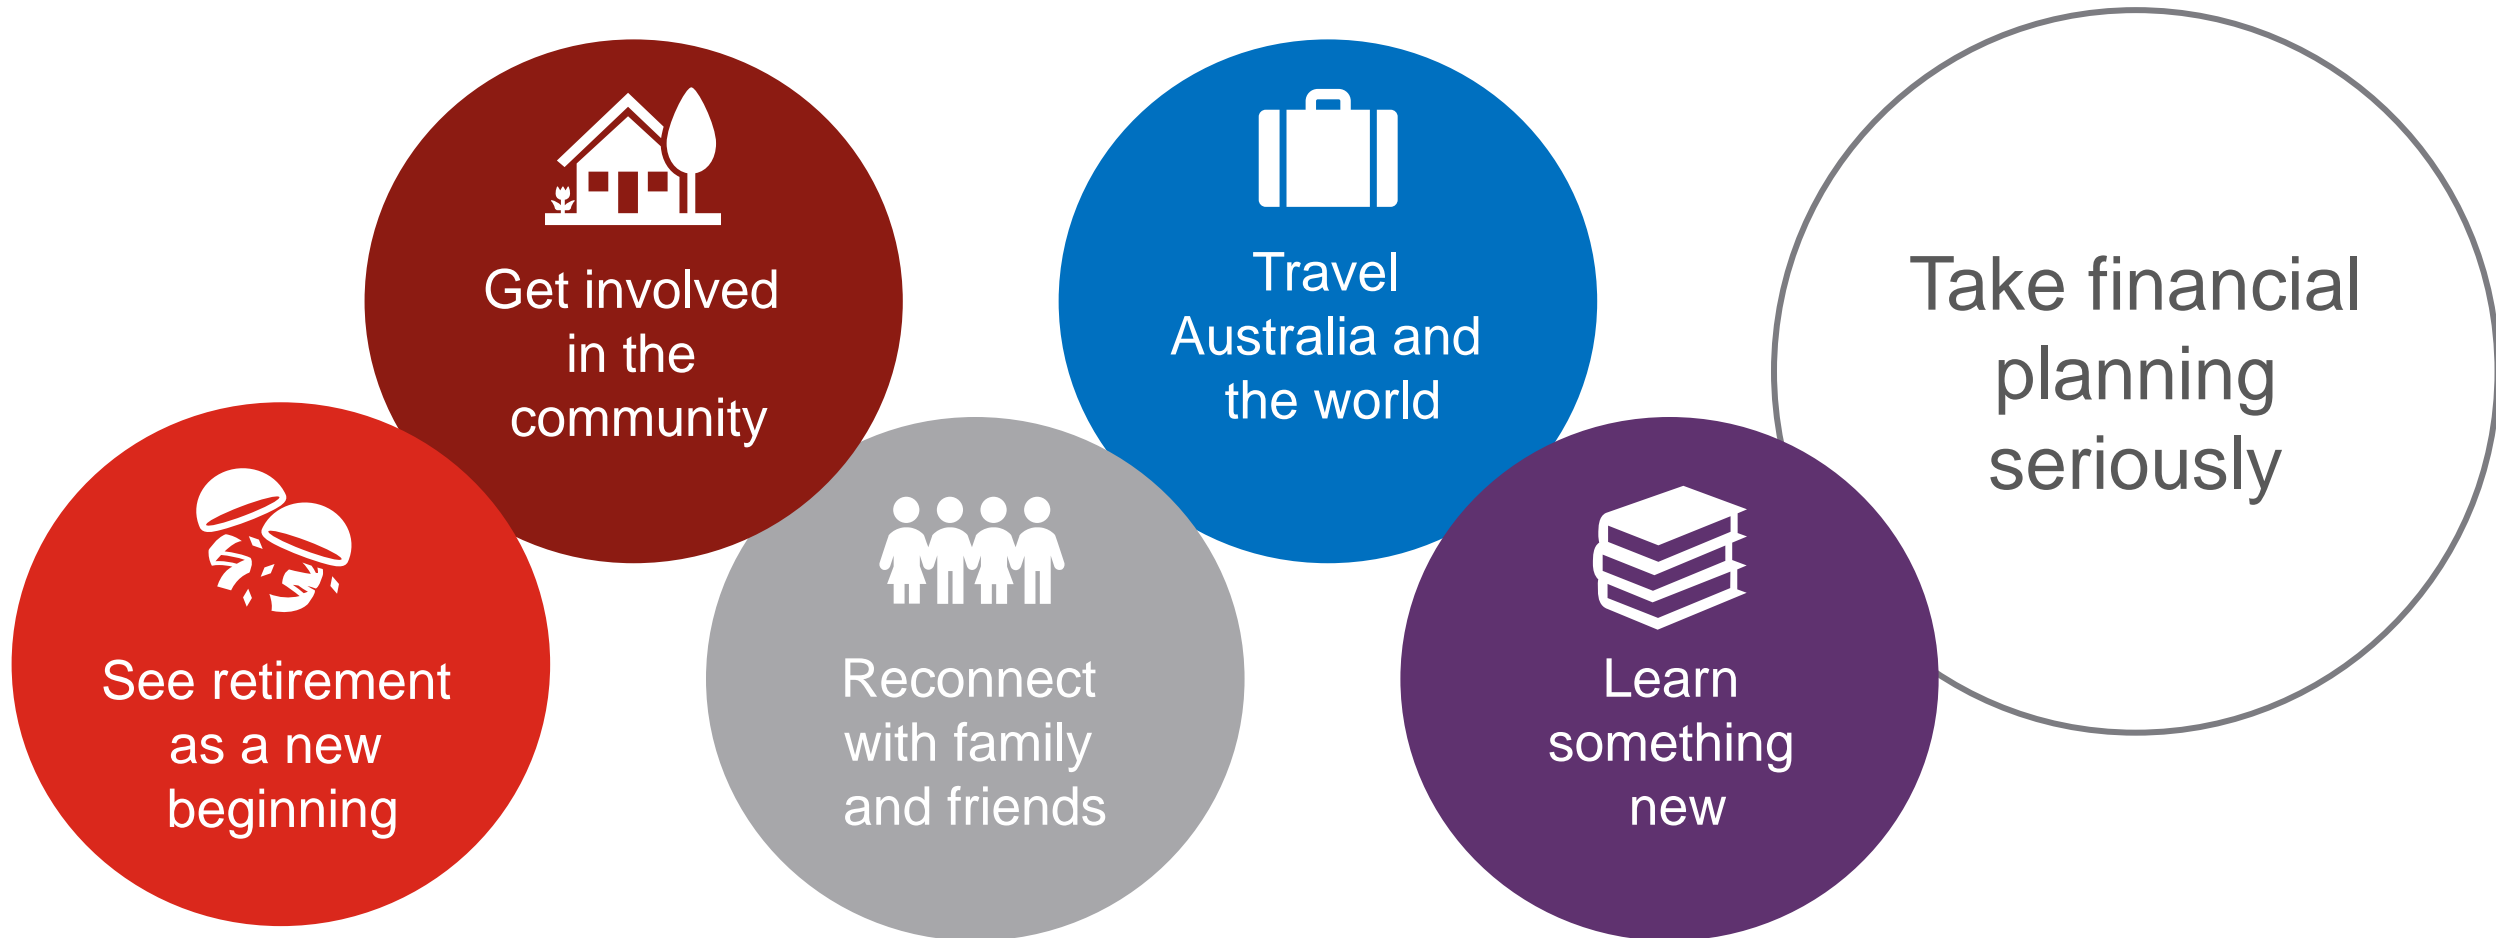 See retirement
as a new
beginning
Get involved
in the
community
Reconnect
with family
and friends
Travel
Australia and
the world
Learn
something
new
Take financial
planning
seriously